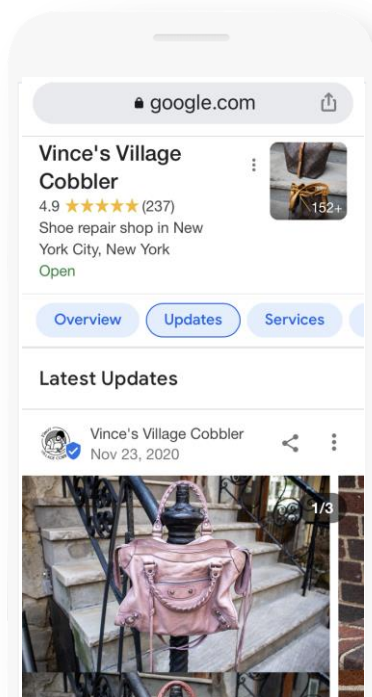 google.com
Vince's Village
Cobbler
4.9 ★★★★★ (237)
Shoe repair shop in New
York City, New York
Open
152+
Overview
Updates
Services
Latest Updates
Vince's Village Cobbler
Nov 23, 2020
1/3